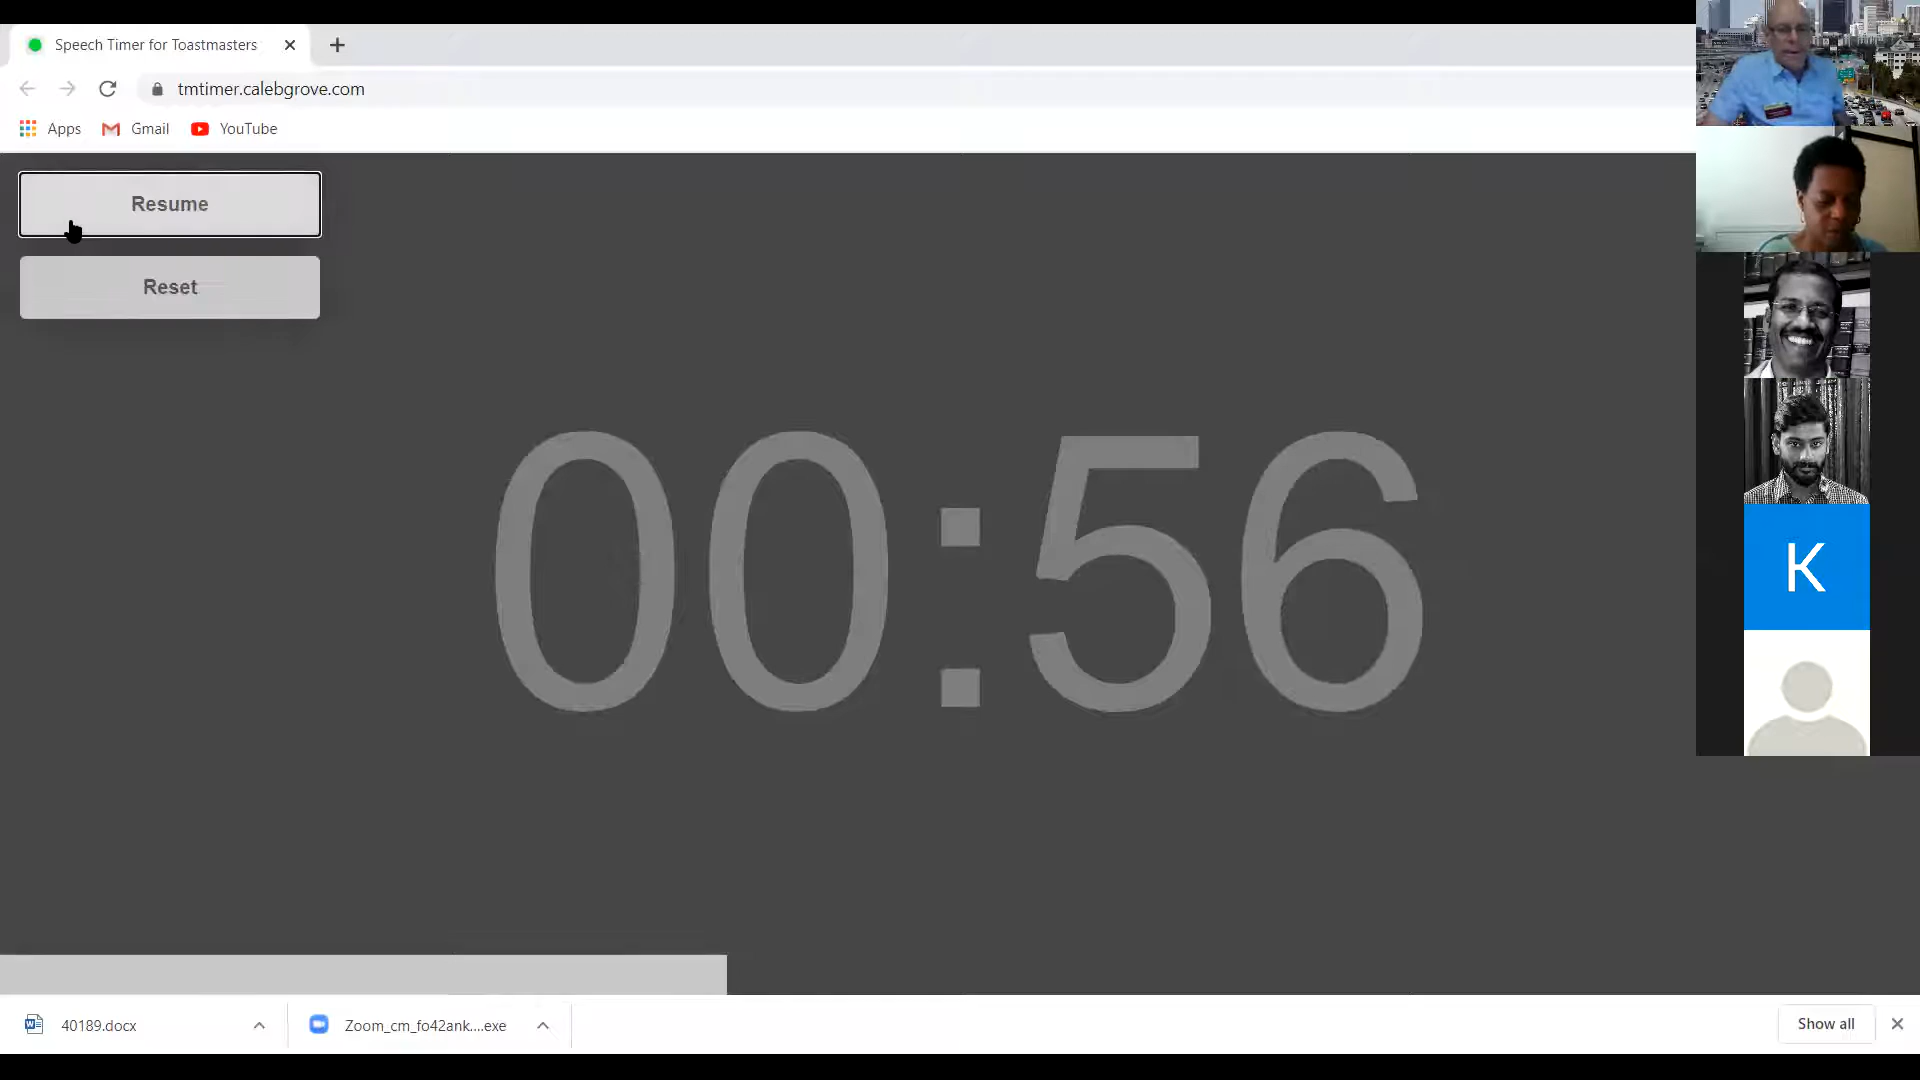 Speech Timer for Toastmasters
tmtimer.calebgrove.com
Apps Gmail YouTube
Resume
Reset
00:56
K
40189.docx Zoom_cm_fo42ank....exe Show all